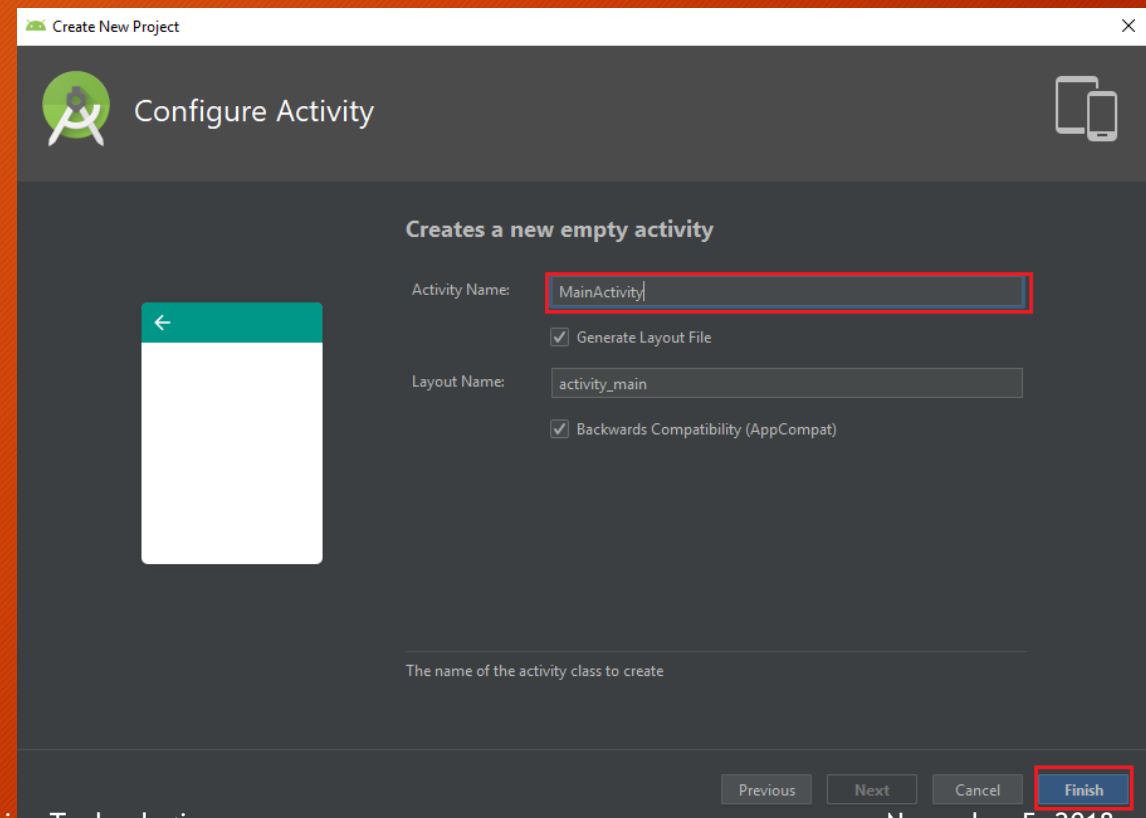 Create New Project
Configure Activity
Creates a new empty activity
Activity Name: MainActivity
Generate Layout File
Layout Name: activity_main
Backwards Compatibility (AppCompat)
The name of the activity class to create
Previous Next Cancel Finish
2018